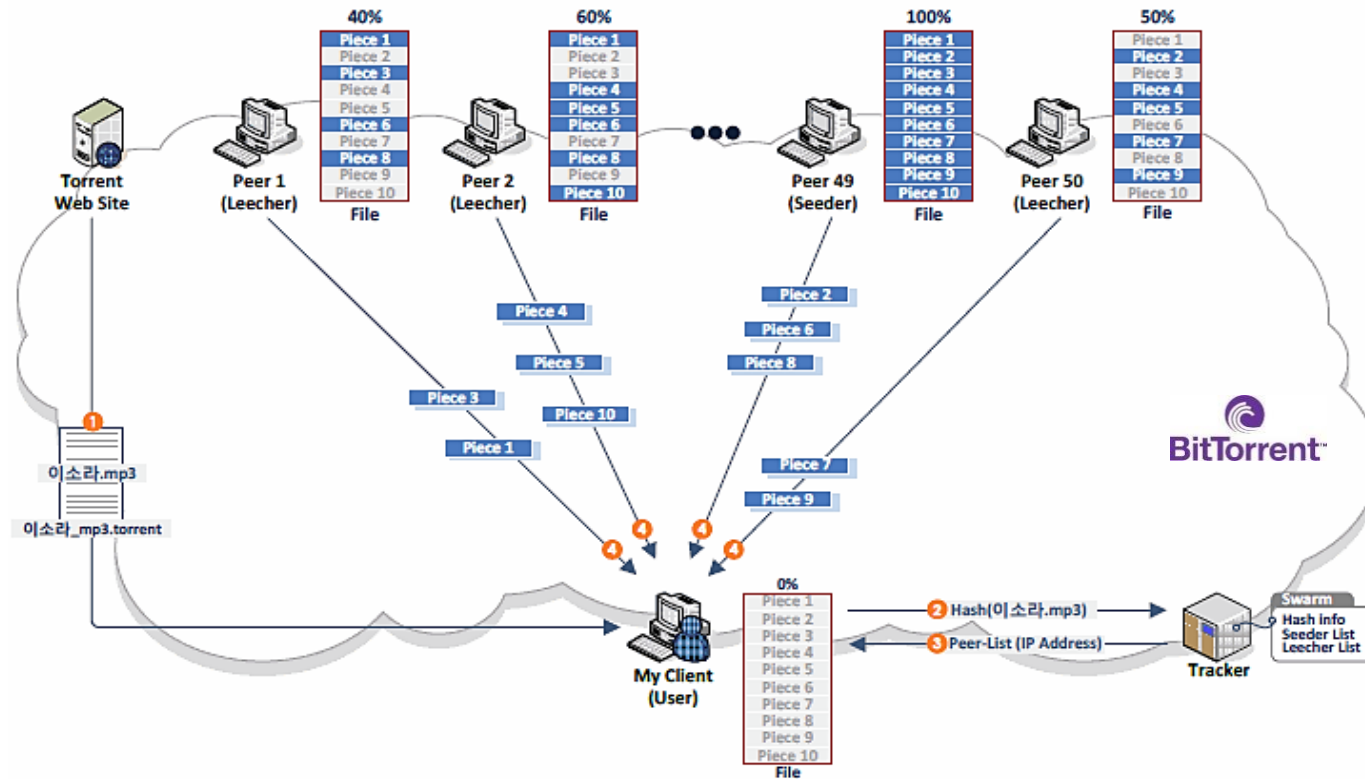 40%
Piece 1
Piece 2
Piece 3
Piece 4
Piece 5
Piece 6
Piece 7
Piece 8
Piece 9
Piece 10
File
60%
Piece 1
Piece 2
Piece 3
Piece 4
Piece 5
Piece 6
Piece 7
Piece 8
Piece 9
Piece 10
File
100%
Piece 1
Piece 2
Piece 3
Piece 4
Piece 5
Piece 6
Piece 7
Piece 8
Piece 9
Piece 10
File
50%
Piece 1
Piece 2
Piece 3
Piece 4
Piece 5
Piece 6
Piece 7
Piece 8
Piece 9
Piece 10
File
Torrent
Web Site
Peer 1
(Leecher)
Peer 2
(Leecher)
Peer 49
(Seeder)
Peer 50
(Leecher)
Piece 3
Piece 1
Piece 4
Piece 5
Piece 10
Piece 2
Piece 6
Piece 8
Piece 7
Piece 9
1
이소라.mp3
이소라_mp3.torrent
BitTorrent™
4
4
4
4
My Client
(User)
0%
Piece 1
Piece 2
Piece 3
Piece 4
Piece 5
Piece 6
Piece 7
Piece 8
Piece 9
Piece 10
File
2 Hash(이소라.mp3)
3 Peer-List (IP Address)
Tracker
Swarm
Hash Info
Seeder List
Leecher List